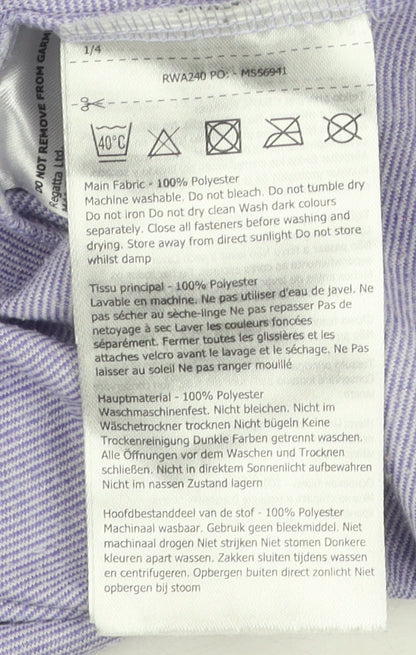 1/4
RWA240 PO: - MS56941
DO NOT REMOVE FROM GARM
Regatta Ltd.
40°C
Main Fabric - 100% Polyester
Machine washable. Do not bleach. Do not tumble dry
Do not iron Do not dry clean Wash dark colours
separately. Close all fasteners before washing and
drying. Store away from direct sunlight Do not store
whilst damp
Tissu principal - 100% Polyester
Lavable en machine. Ne pas utiliser d'eau de javel. Ne
pas sécher au sèche-linge Ne pas repasser Pas de
netoyage à sec Laver les couleurs foncées
séparément. Fermer toutes les glissières et les
attaches velcro avant le lavage et le séchage. Ne Pas
laisser au soleil Ne pas ranger mouillé
Hauptmaterial - 100% Polyester
Waschmaschinenfest. Nicht bleichen. Nicht im
Wäschetrockner trocknen Nicht bügeln Keine
Trockenreinigung Dunkle Farben getrennt waschen.
Alle Öffnungen vor dem Waschen und Trocknen
schließen. Nicht in direktem Sonnenlicht aufbewahren
Nicht im nassen Zustand lagern
Hoofdbestanddeel van de stof - 100% Polyester
Machinaal wasbaar. Gebruik geen bleekmiddel. Niet
machinaal drogen Niet strijken Niet stomen Donkere
kleuren apart wassen. Zakken sluiten tijdens wassen
en centrifugeren. Opbergen buiten direct zonlicht Niet
opbergen bij stoom